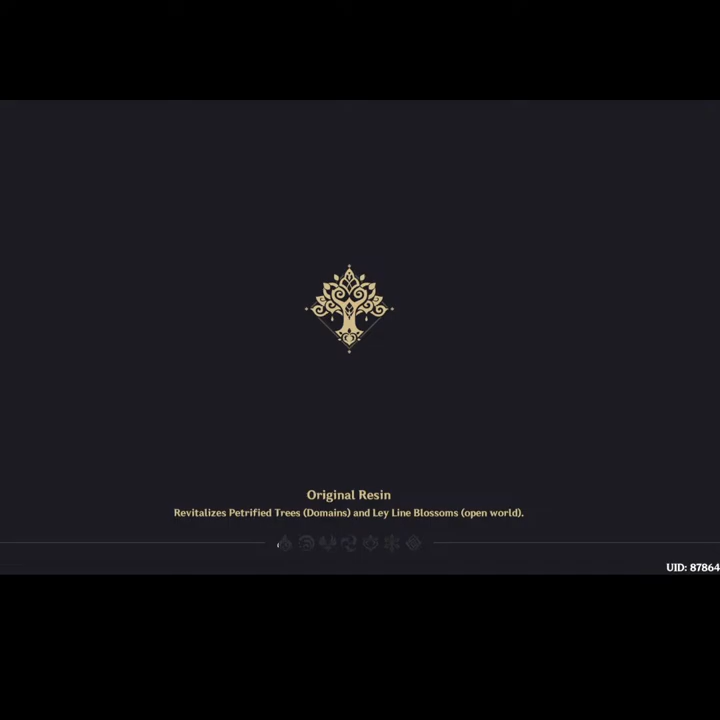 Original Resin
Revitalizes Petrified Trees (Domains) and Ley Line Blossoms (open world).
UID: 87864